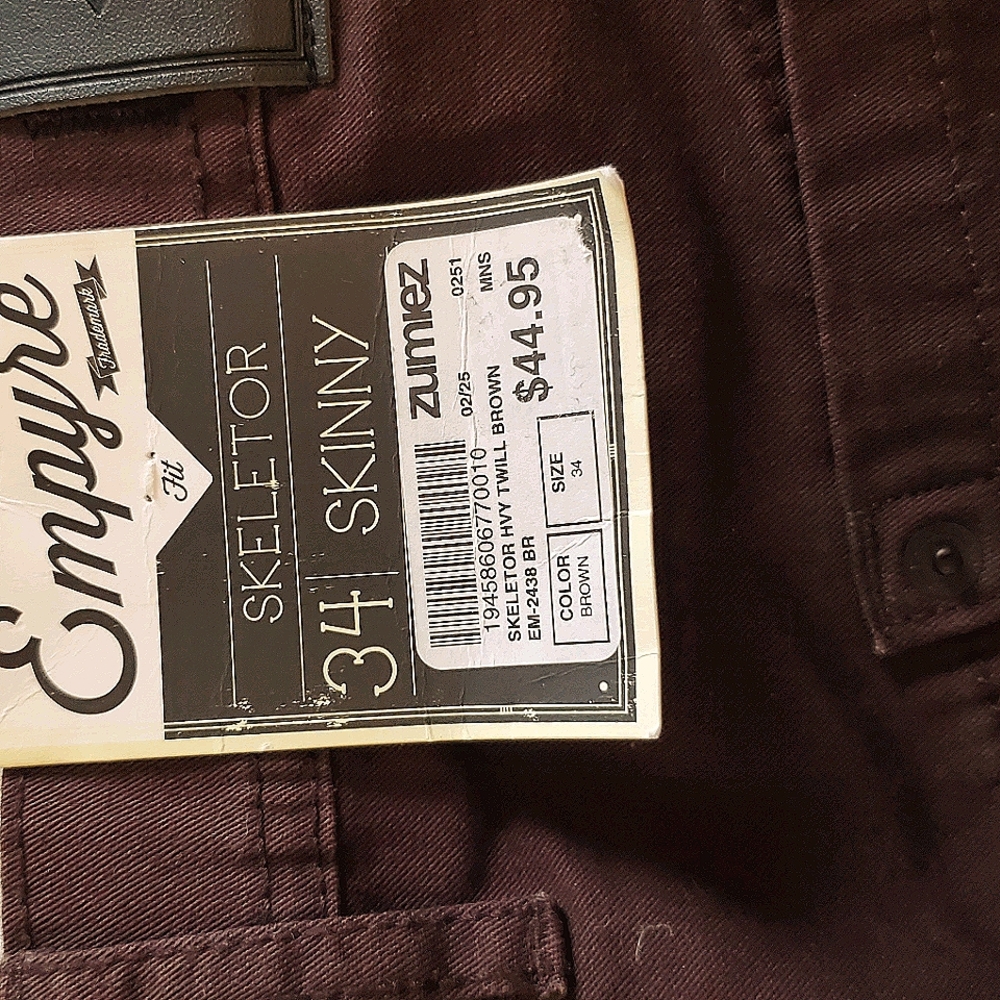 Empyre
Trademark
Fit
SKELETOR
34 SKINNY
zumiez
02/25 0251
19458606770010
SKELETOR HVY TWILL BROWN MNS
EM-2438 BR
$44.95
COLOR
BROWN
SIZE
34